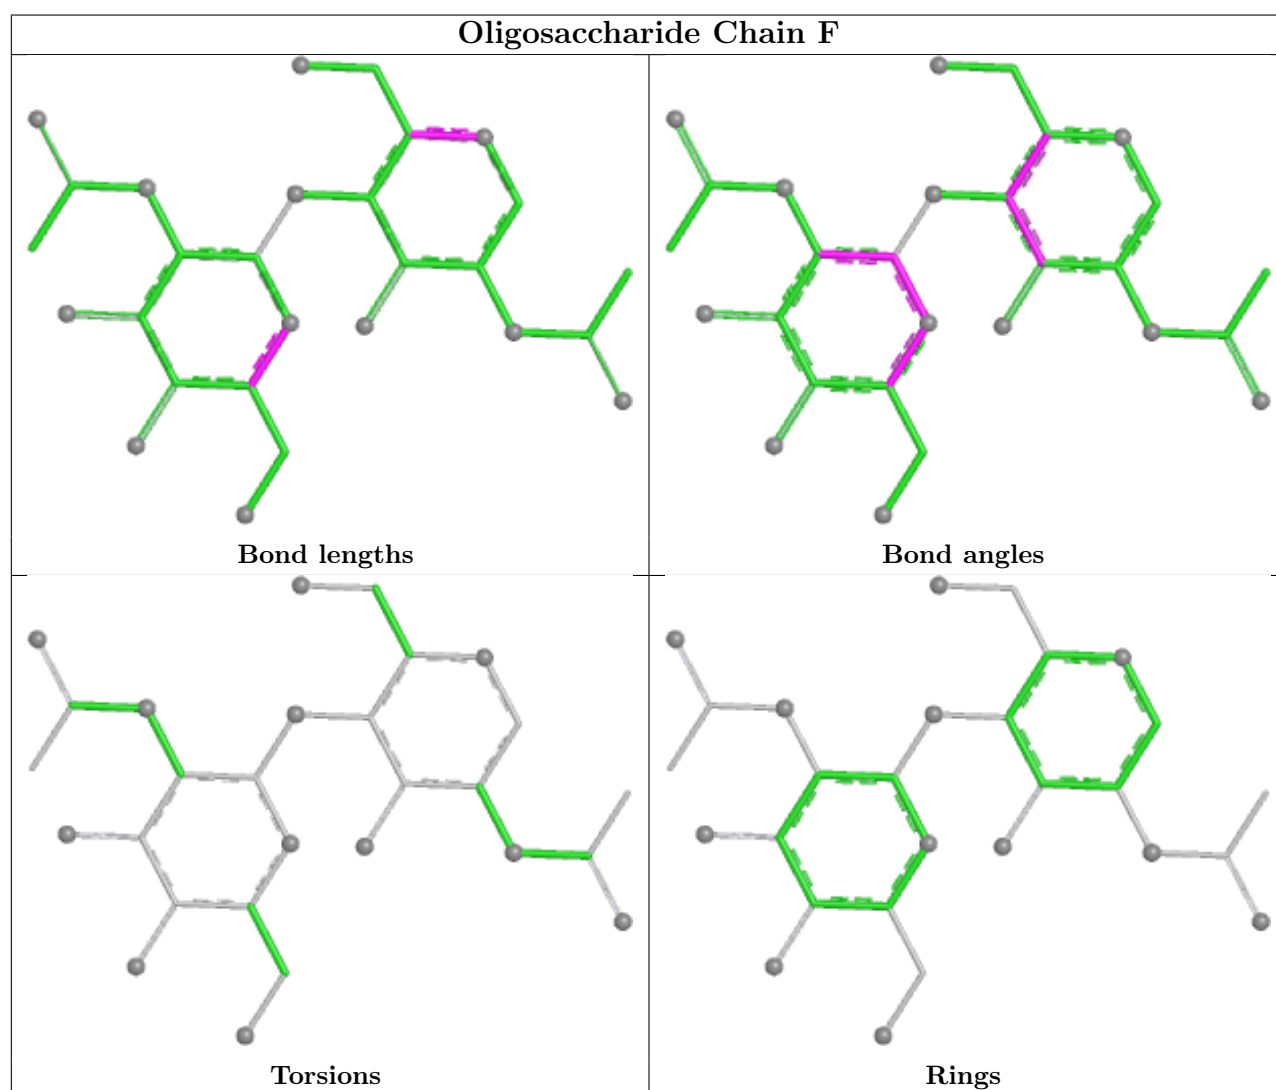 Oligosaccharide Chain F
Bond lengths
Bond angles
Torsions
Rings